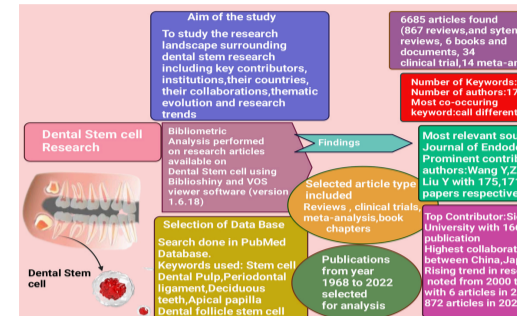 Aim of the study
To study the research
landscape surrounding
dental stem research
including key contributors,
institutions,their countries,
their collaborations,thematic
evolution and research
trends
6685 articles found
(867 reviews,and syten
reviews, 6 books and
documents, 34
clinical trial,14 meta-an
Number of Keywords:
Number of authors:17
Most co-occuring
keyword:call different
Dental Stem cell
Research
Bibliometric
Analysis performed
on research articles
available on
Dental Stem cell using
Biblioshiny and VOS
viewer software (version
1.6.18)
Findings
Most relevant sou
Journal of Endodo
Prominent contrib
authors:Wang Y,Z
Liu Y with 175,171
papers respective
Selected article type
included
Reviews , clinical trials,
meta-analysis,book
chapters
Dental Stem
cell
Selection of Data Base
Search done in PubMed
Database.
Keywords used: Stem cell
Dental Pulp,Periodontal
ligament,Deciduous
teeth,Apical papilla
Dental follicle stem cell
Publications
from year
1968 to 2022
selected
for analysis
Top Contributor:Sic
University with 160
publication
Highest collaborat
between China,Jap
Rising trend in rese
noted from 2000 t
with 6 articles in 2
872 articles in 202